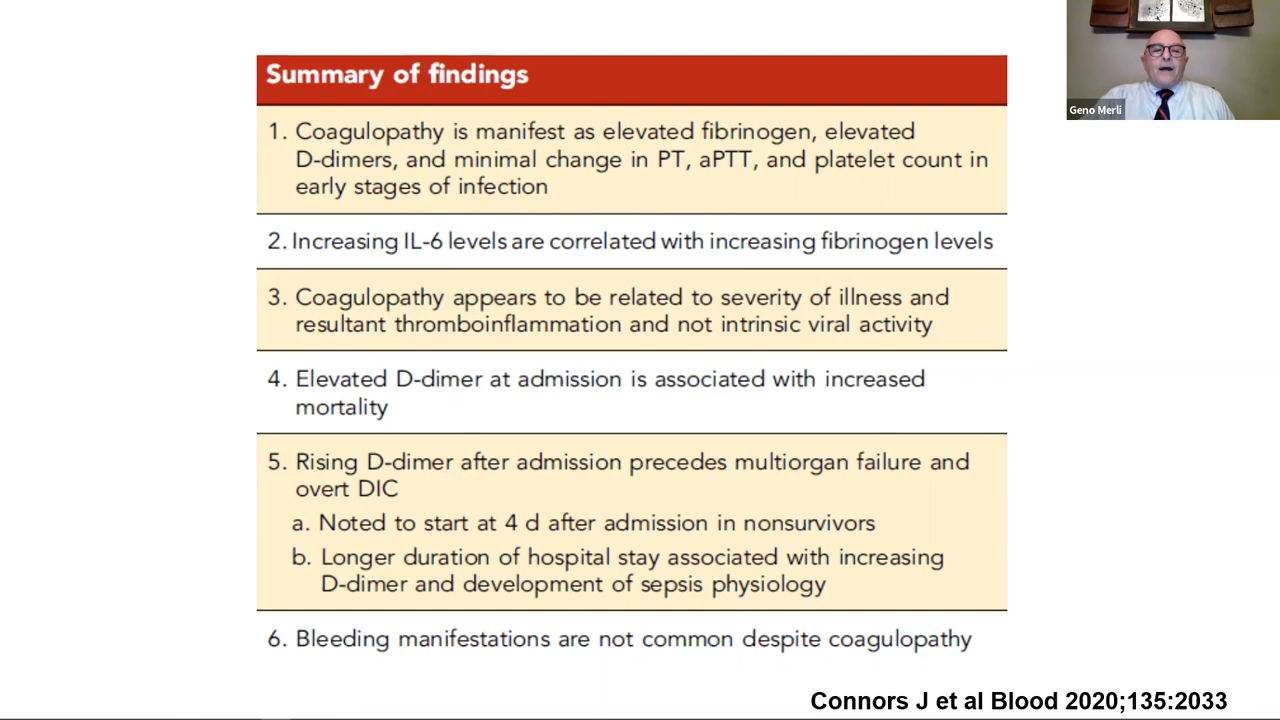 Geno Merli
Summary of findings
1. Coagulopathy is manifest as elevated fibrinogen, elevated
D-dimers, and minimal change in PT, aPTT, and platelet count in
early stages of infection
2. Increasing IL-6 levels are correlated with increasing fibrinogen levels
3. Coagulopathy appears to be related to severity of illness and
resultant thromboinflammation and not intrinsic viral activity
4. Elevated D-dimer at admission is associated with increased
mortality
5. Rising D-dimer after admission precedes multiorgan failure and
overt DIC
a. Noted to start at 4 d after admission in nonsurvivors
b. Longer duration of hospital stay associated with increasing
D-dimer and development of sepsis physiology
6. Bleeding manifestations are not common despite coagulopathy
Connors J et al Blood 2020;135:2033